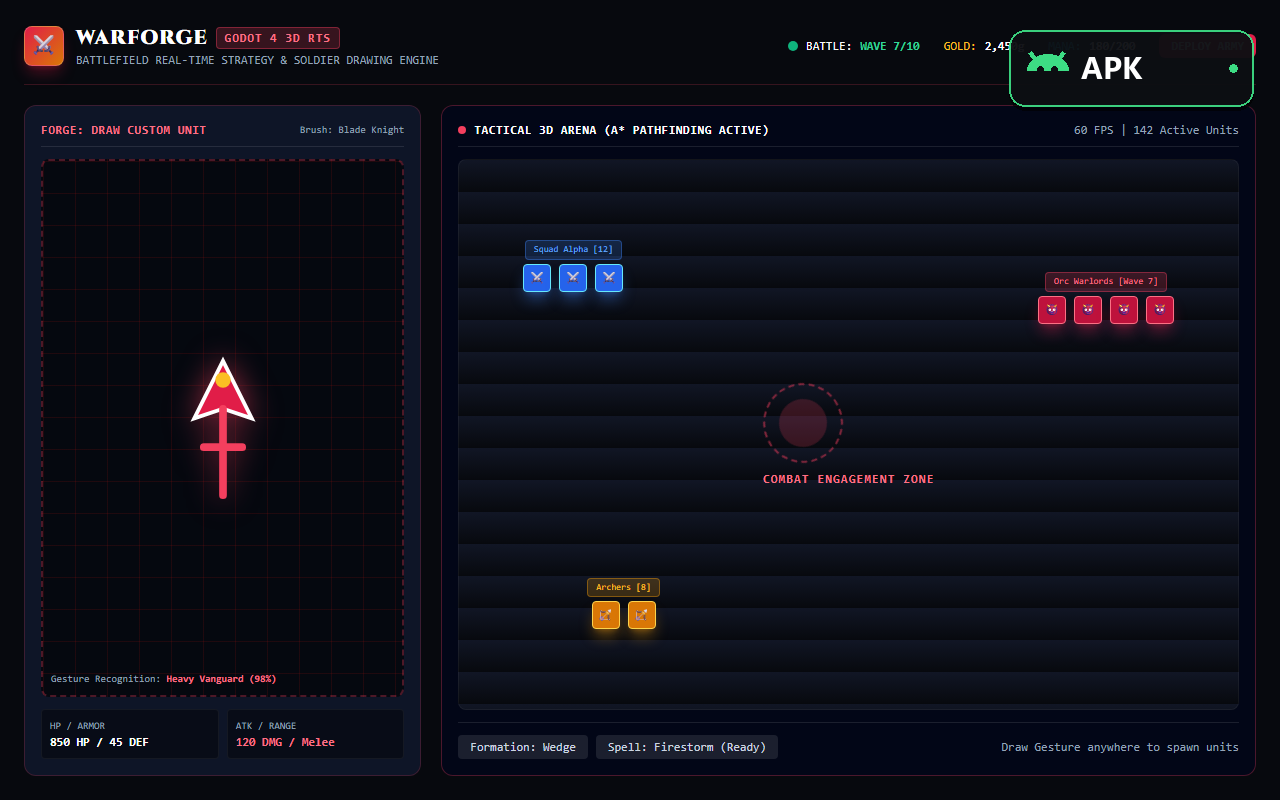 WARFORGE GODOT 4 3D RTS
BATTLEFIELD REAL-TIME STRATEGY & SOLDIER DRAWING ENGINE
BATTLE: WAVE 7/10 GOLD: 2,45
APK
FORGE: DRAW CUSTOM UNIT
Brush: Blade Knight
Gesture Recognition: Heavy Vanguard (98%)
HP / ARMOR
850 HP / 45 DEF
ATK / RANGE
120 DMG / Melee
TACTICAL 3D ARENA (A* PATHFINDING ACTIVE)
60 FPS | 142 Active Units
Squad Alpha [12]
Orc Warlords [Wave 7]
COMBAT ENGAGEMENT ZONE
Archers [8]
Formation: Wedge
Spell: Firestorm (Ready)
Draw Gesture anywhere to spawn units